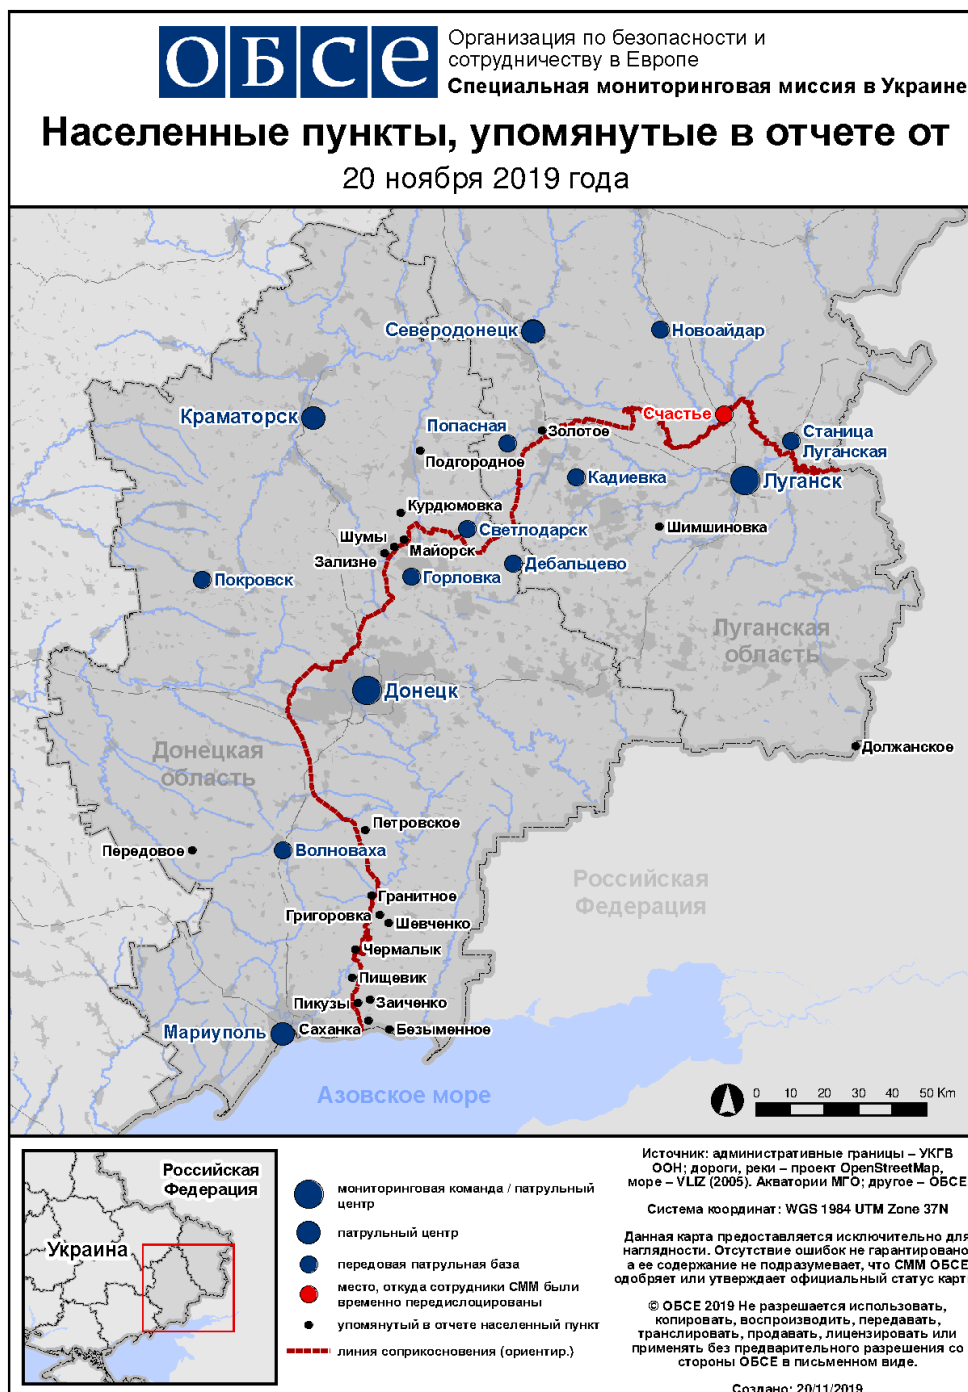 ОБСЕ
Организация по безопасности и
сотрудничеству в Европе
Специальная мониторинговая миссия в Украине
Населенные пункты, упомянутые в отчете от
20 ноября 2019 года
Северодонецк
Новоайдар
Краматорск
Счастье
Попасная
Золотое
Станица
Луганская
Подгородное
Кадиевка
Луганск
Курдюмовка
Светлодарск
Шимшиновка
Шумы
Майорск
Зализне
Дебальцево
Покровск
Горловка
Луганская
область
Донецк
Донецкая
область
Должанское
Петровское
Передовое
Волноваха
Российская
Федерация
Гранитное
Григоровка
Шевченко
Чермалык
Пищевик
Пикузы
Заиченко
Мариуполь
Саханка
Безыменное
Азовское море
0 10 20 30 40 50 Km
Российская
Федерация
Украина
мониторинговая команда / патрульный
центр
патрульный центр
передовая патрульная база
место, откуда сотрудники СММ были
временно передислоцированы
упомянутый в отчете населенный пункт
линия соприкосновения (ориентир.)
Источник: административные границы – УКГВ
ООН; дороги, реки – проект OpenStreetMap,
море – VLIZ (2005). Акватории МГО; другое – ОБСЕ
Система координат: WGS 1984 UTM Zone 37N
Данная карта предоставляется исключительно для
наглядности. Отсутствие ошибок не гарантировано
а ее содержание не подразумевает, что СММ ОБСЕ
одобряет или утверждает официальный статус карт
© ОБСЕ 2019 Не разрешается использовать,
копировать, воспроизводить, передавать,
транслировать, продавать, лицензировать или
применять без предварительного разрешения со
стороны ОБСЕ в письменном виде.
Создано: 20/11/2019